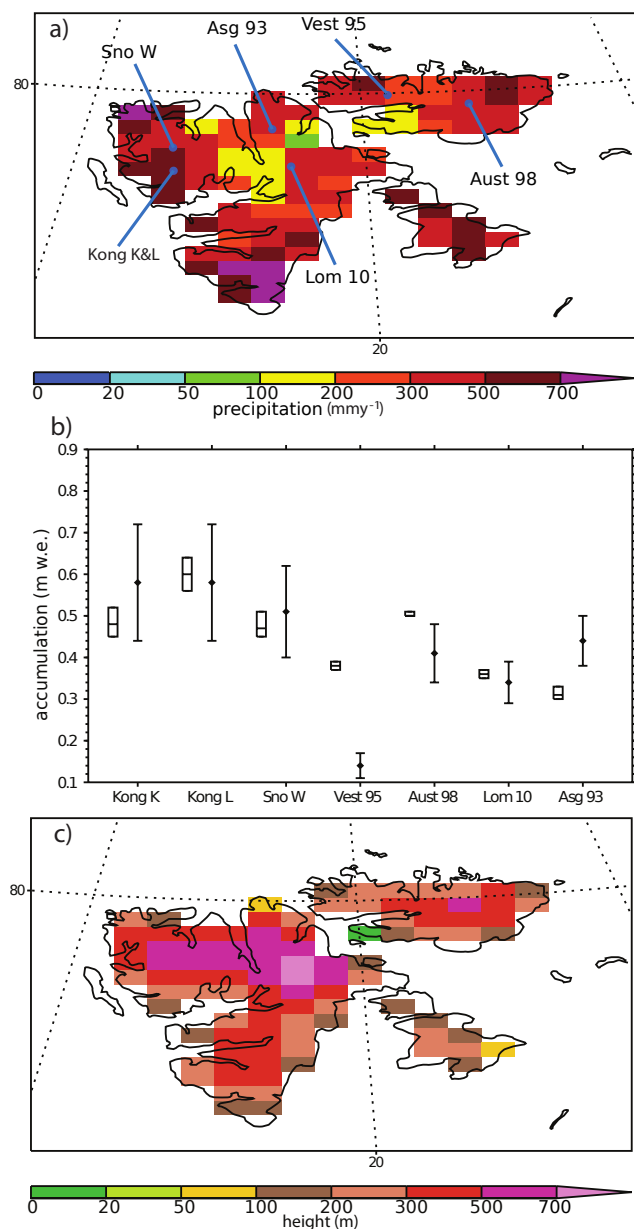 a)
Sno W
Asg 93
Vest 95
80
Aust 98
Kong K&L
Lom 10
20
0 20 50 100 200 300 500 700
precipitation (mmy⁻¹)
b)
0.9
0.8
0.7
0.6
0.5
0.4
0.3
0.2
0.1
accumulation (m w.e.)
Kong K Kong L Sno W Vest 95 Aust 98 Lom 10 Asg 93
c)
80
20
0 20 50 100 200 300 500 700
height (m)